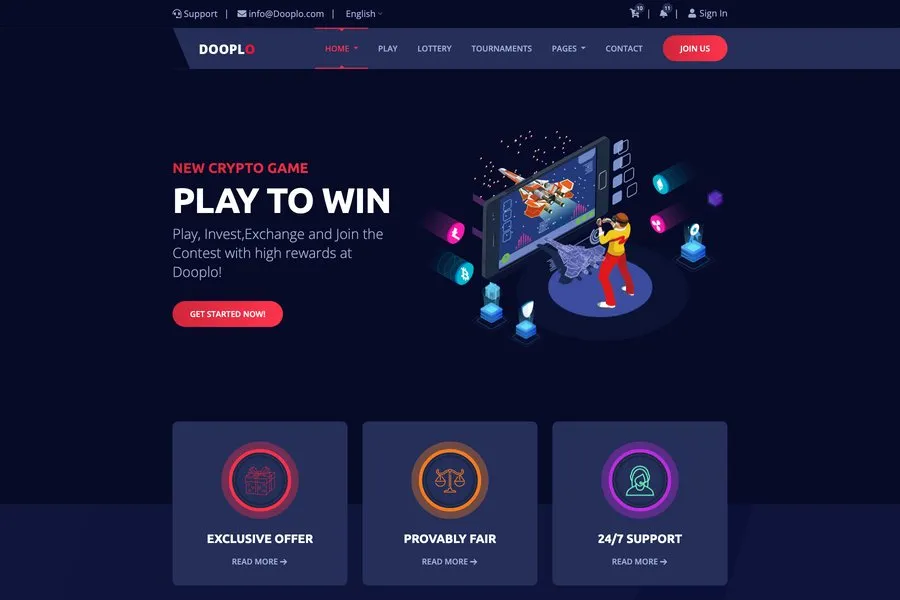 Support | info@Dooplo.com | English
10 | 11 | Sign In
DOOPLO
HOME PLAY LOTTERY TOURNAMENTS PAGES CONTACT JOIN US
NEW CRYPTO GAME
PLAY TO WIN
Play, Invest,Exchange and Join the
Contest with high rewards at
Dooplo!
GET STARTED NOW!
EXCLUSIVE OFFER
READ MORE
PROVABLY FAIR
READ MORE
24/7 SUPPORT
READ MORE